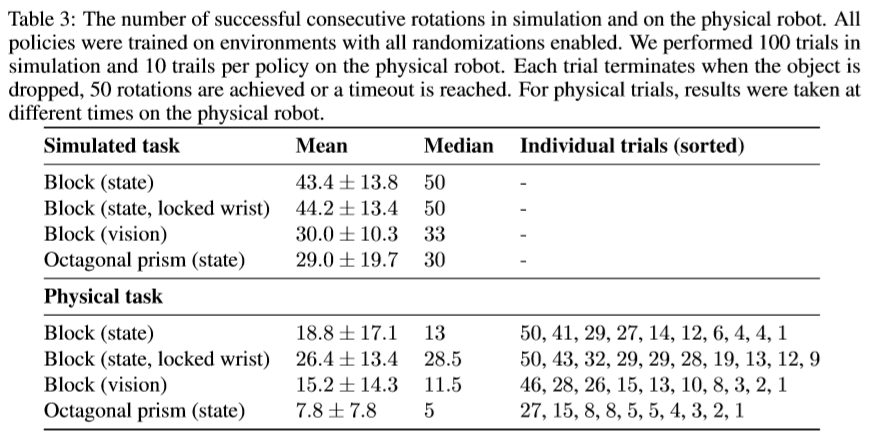 Table 3: The number of successful consecutive rotations in simulation and on the physical robot. All
policies were trained on environments with all randomizations enabled. We performed 100 trials in
simulation and 10 trails per policy on the physical robot. Each trial terminates when the object is
dropped, 50 rotations are achieved or a timeout is reached. For physical trials, results were taken at
different times on the physical robot.
Simulated task Mean Median Individual trials (sorted)
Block (state) 43.4 ± 13.8 50 -
Block (state, locked wrist) 44.2 ± 13.4 50 -
Block (vision) 30.0 ± 10.3 33 -
Octagonal prism (state) 29.0 ± 19.7 30 -
Physical task
Block (state) 18.8 ± 17.1 13 50, 41, 29, 27, 14, 12, 6, 4, 4, 1
Block (state, locked wrist) 26.4 ± 13.4 28.5 50, 43, 32, 29, 29, 28, 19, 13, 12, 9
Block (vision) 15.2 ± 14.3 11.5 46, 28, 26, 15, 13, 10, 8, 3, 2, 1
Octagonal prism (state) 7.8 ± 7.8 5 27, 15, 8, 8, 5, 5, 4, 3, 2, 1